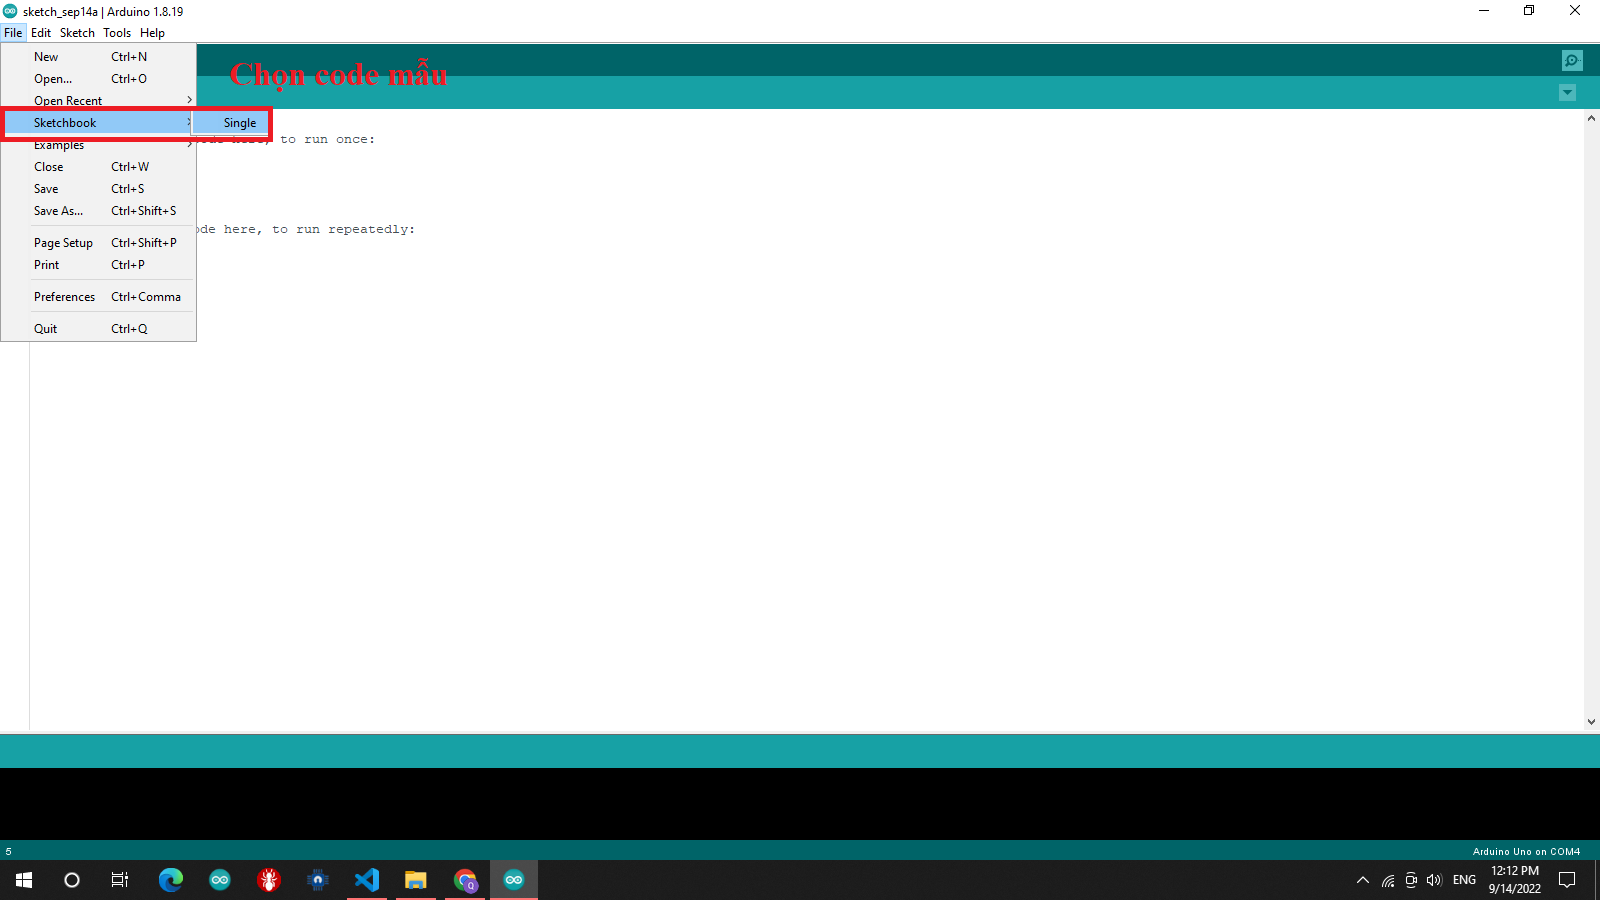 sketch_sep14a | Arduino 1.8.19
File Edit Sketch Tools Help
New Ctrl+N
Chọn code mẫu
Open... Ctrl+O
Open Recent
Sketchbook
Single
here, to run once:
Examples
Close Ctrl+W
Save Ctrl+S
Save As... Ctrl+Shift+S
ode here, to run repeatedly:
Page Setup Ctrl+Shift+P
Print Ctrl+P
Preferences Ctrl+Comma
Quit Ctrl+Q
5
Arduino Uno on COM4
ENG
12:12 PM
9/14/2022